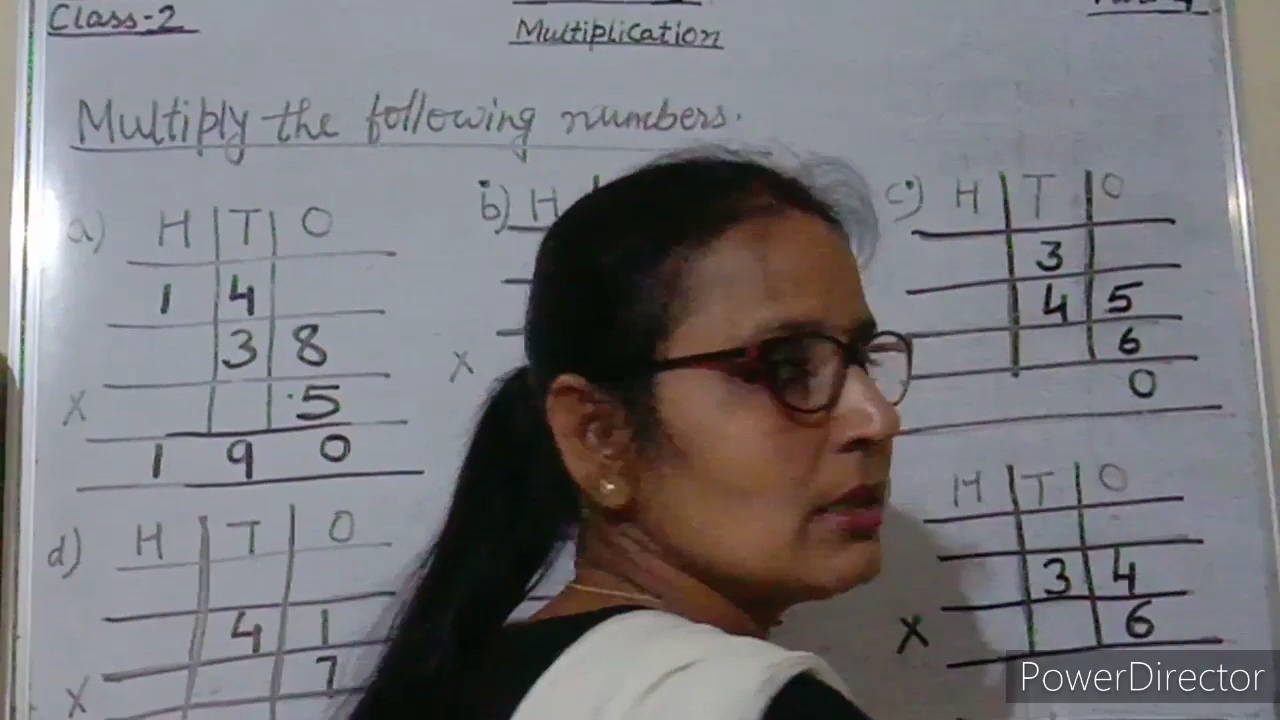 Class-2
Multiplication
Multiply the following numbers.
a) H T O
1 4
3 8
x 5
1 9 0
b) H
x
c) H T O
3
4 5
6
0
d) H T O
4 1
x 7
H T O
3 4
x 6
PowerDirector